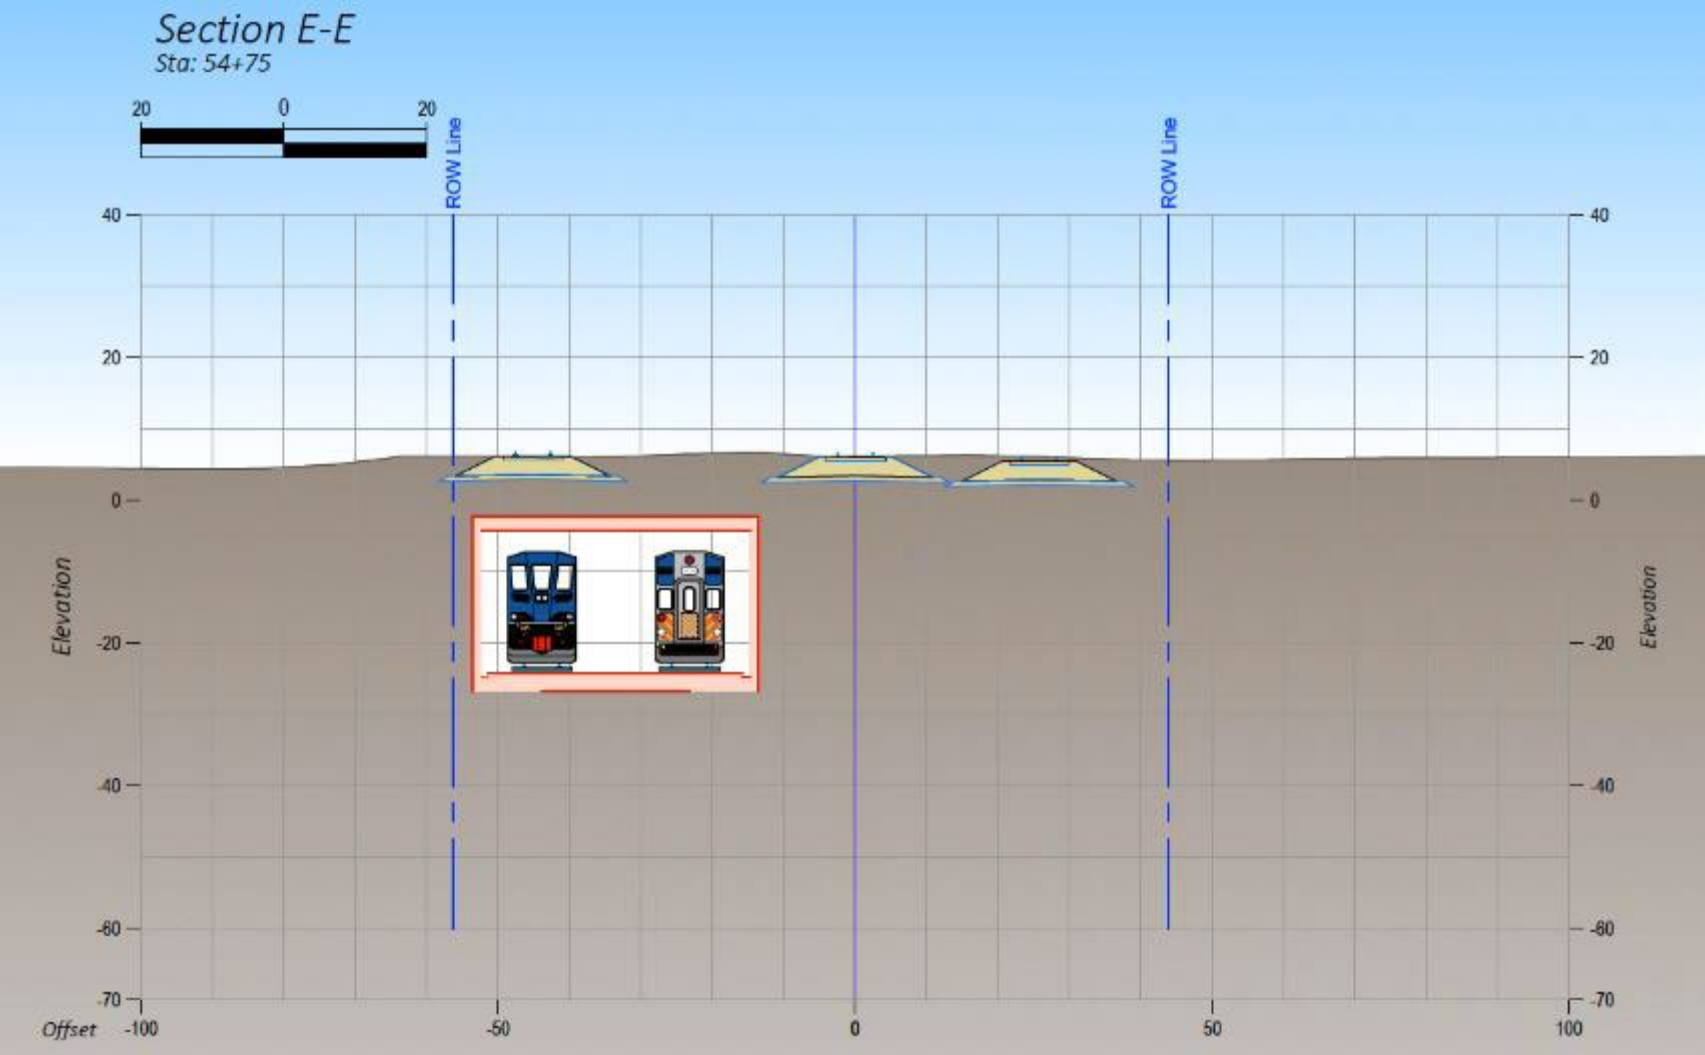 Section E-E
Sta: 54+75
20 0 20
ROW Line ROW Line
40 40
20 20
0 0
-20 -20
-40 -40
-60 -60
-70 -70
Elevation Elevation
Offset -100 -50 0 50 100